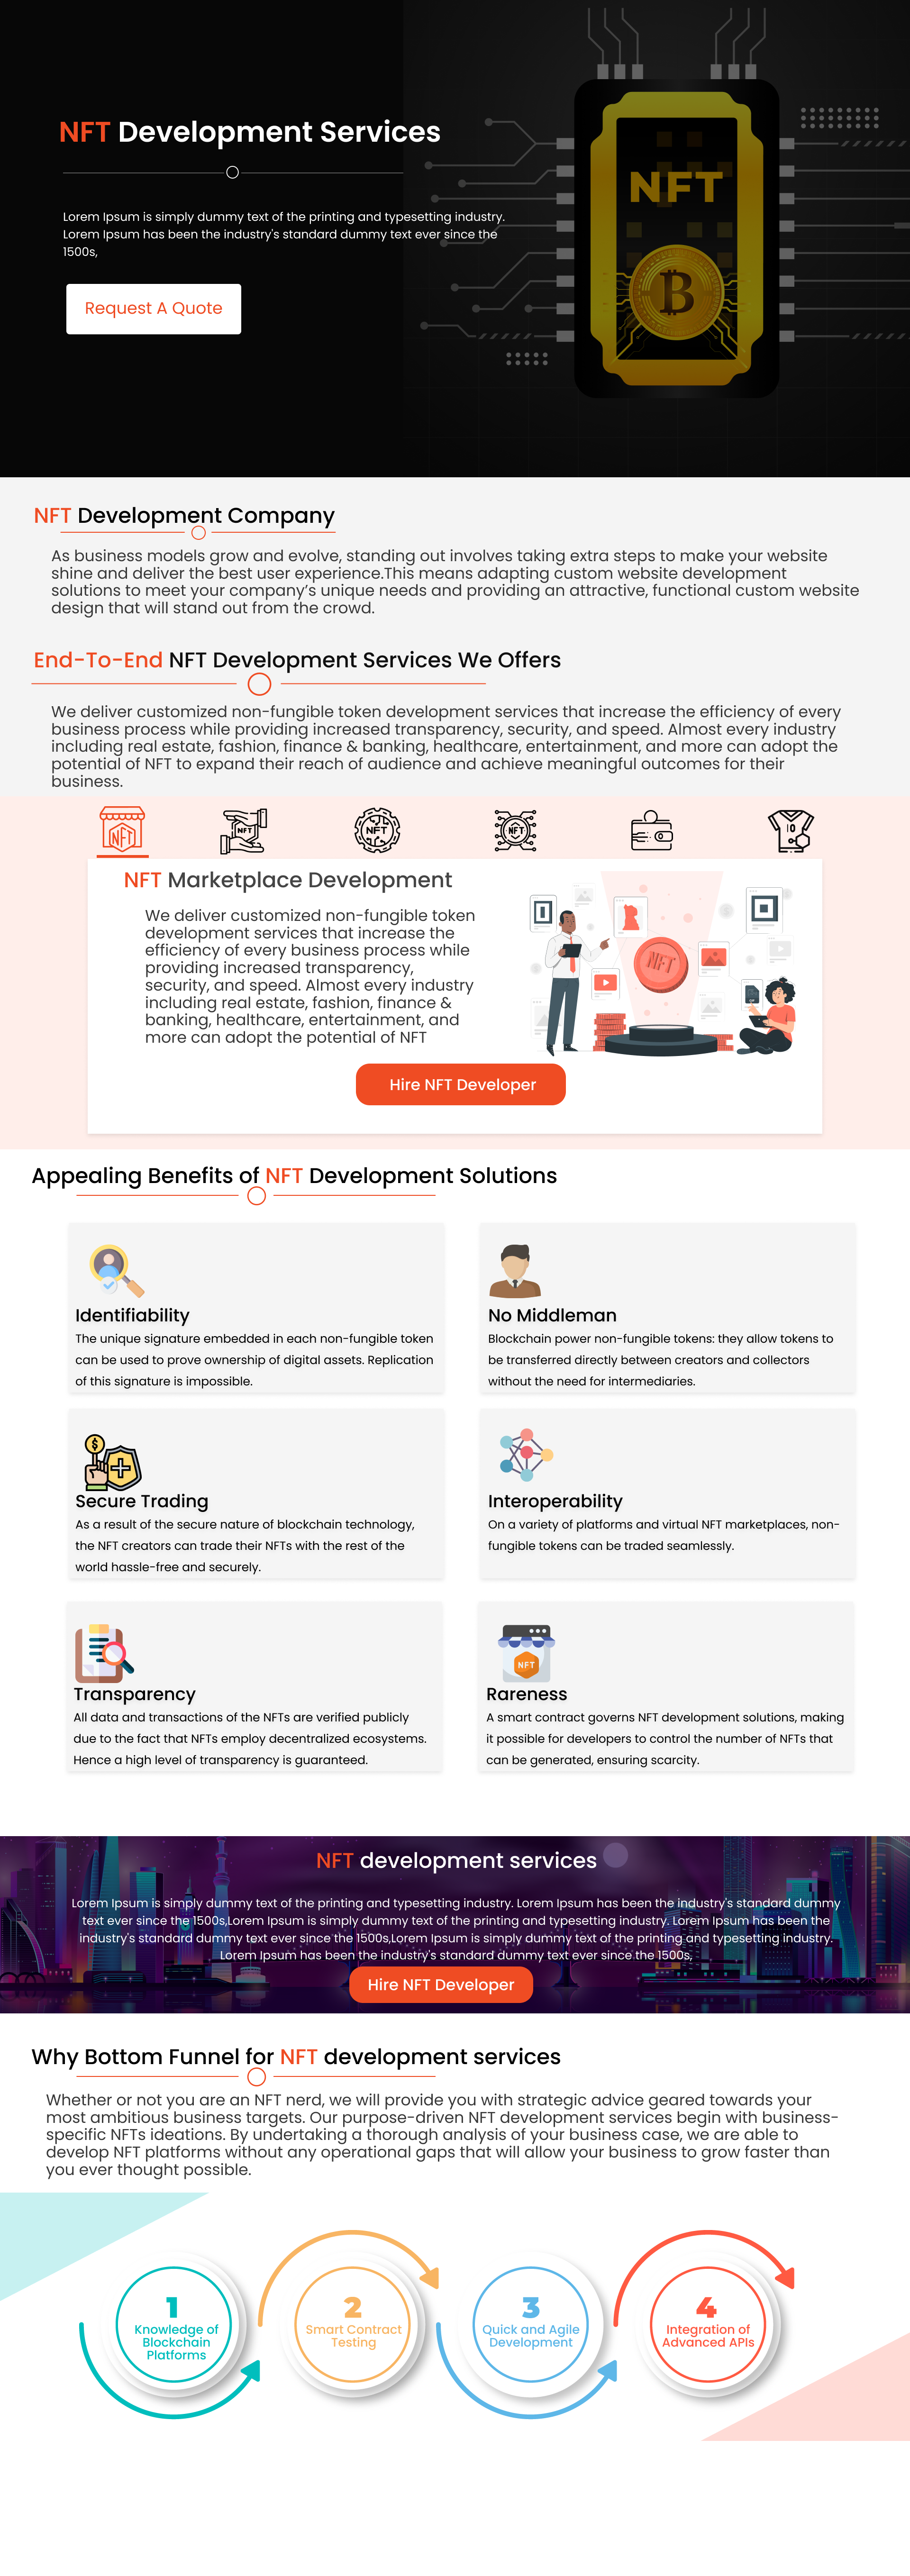 NFT Development Services
NFT
Lorem Ipsum is simply dummy text of the printing and typesetting industry.
Lorem Ipsum has been the industry's standard dummy text ever since the
1500s,
Request A Quote
NFT Development Company
As business models grow and evolve, standing out involves taking extra steps to make your website
shine and deliver the best user experience.This means adapting custom website development
solutions to meet your company's unique needs and providing an attractive, functional custom website
design that will stand out from the crowd.
End-To-End NFT Development Services We Offers
We deliver customized non-fungible token development services that increase the efficiency of every
business process while providing increased transparency, security, and speed. Almost every industry
including real estate, fashion, finance & banking, healthcare, entertainment, and more can adopt the
potential of NFT to expand their reach of audience and achieve meaningful outcomes for their
business.
NFT
NFT
NFT
NFT
10
NFT Marketplace Development
We deliver customized non-fungible token
development services that increase the
efficiency of every business process while
providing increased transparency,
security, and speed. Almost every industry
including real estate, fashion, finance &
banking, healthcare, entertainment, and
more can adopt the potential of NFT
NFT
Hire NFT Developer
Appealing Benefits of NFT Development Solutions
Identifiability
The unique signature embedded in each non-fungible token
can be used to prove ownership of digital assets. Replication
of this signature is impossible.
No Middleman
Blockchain power non-fungible tokens: they allow tokens to
be transferred directly between creators and collectors
without the need for intermediaries.
Secure Trading
As a result of the secure nature of blockchain technology,
the NFT creators can trade their NFTs with the rest of the
world hassle-free and securely.
Interoperability
On a variety of platforms and virtual NFT marketplaces, non-
fungible tokens can be traded seamlessly.
Transparency
All data and transactions of the NFTs are verified publicly
due to the fact that NFTs employ decentralized ecosystems.
Hence a high level of transparency is guaranteed.
NFT
Rareness
A smart contract governs NFT development solutions, making
it possible for developers to control the number of NFTs that
can be generated, ensuring scarcity.
NFT development services
Lorem Ipsum is simply dummy text of the printing and typesetting industry. Lorem Ipsum has been the industry's standard dummy
text ever since the 1500s,Lorem Ipsum is simply dummy text of the printing and typesetting industry. Lorem Ipsum has been the
industry's standard dummy text ever since the 1500s,Lorem Ipsum is simply dummy text of the printing and typesetting industry.
Lorem Ipsum has been the industry's standard dummy text ever since the 1500s,
Hire NFT Developer
Why Bottom Funnel for NFT development services
Whether or not you are an NFT nerd, we will provide you with strategic advice geared towards your
most ambitious business targets. Our purpose-driven NFT development services begin with business-
specific NFTs ideations. By undertaking a thorough analysis of your business case, we are able to
develop NFT platforms without any operational gaps that will allow your business to grow faster than
you ever thought possible.
1
Knowledge of
Blockchain
Platforms
2
Smart Contract
Testing
3
Quick and Agile
Development
4
Integration of
Advanced APIs